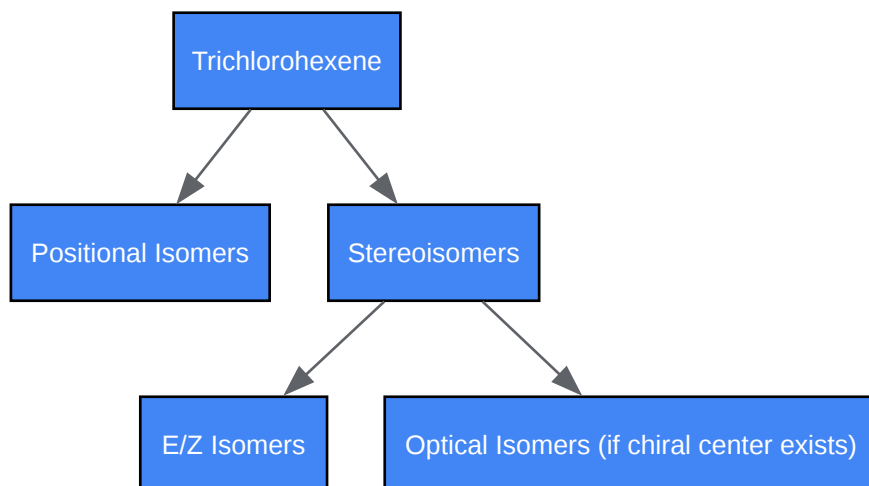 Trichlorohexene
Positional Isomers
Stereoisomers
E/Z Isomers
Optical Isomers (if chiral center exists)